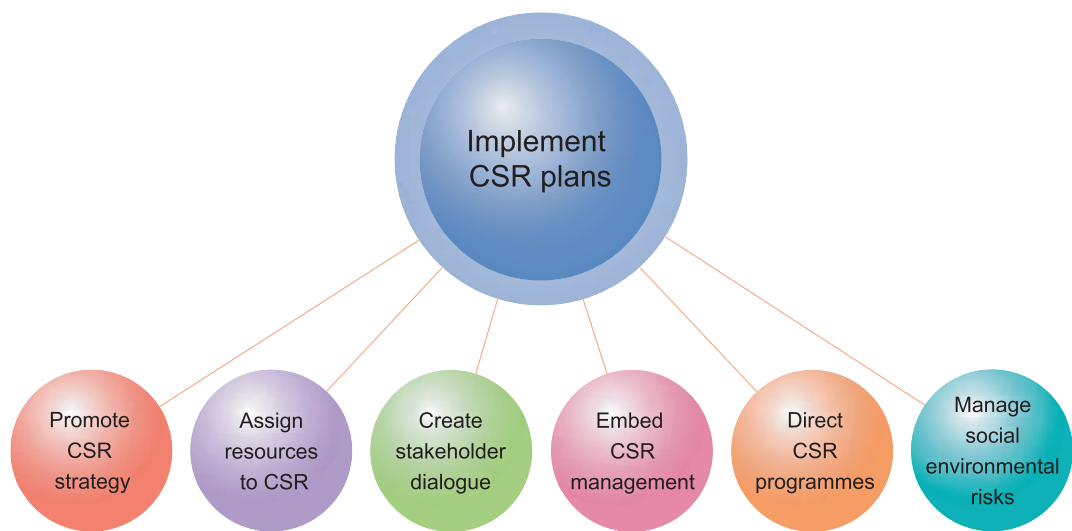 Implement
CSR plans
Promote
CSR
strategy
Assign
resources
to CSR
Create
stakeholder
dialogue
Embed
CSR
management
Direct
CSR
programmes
Manage
social
environmental
risks